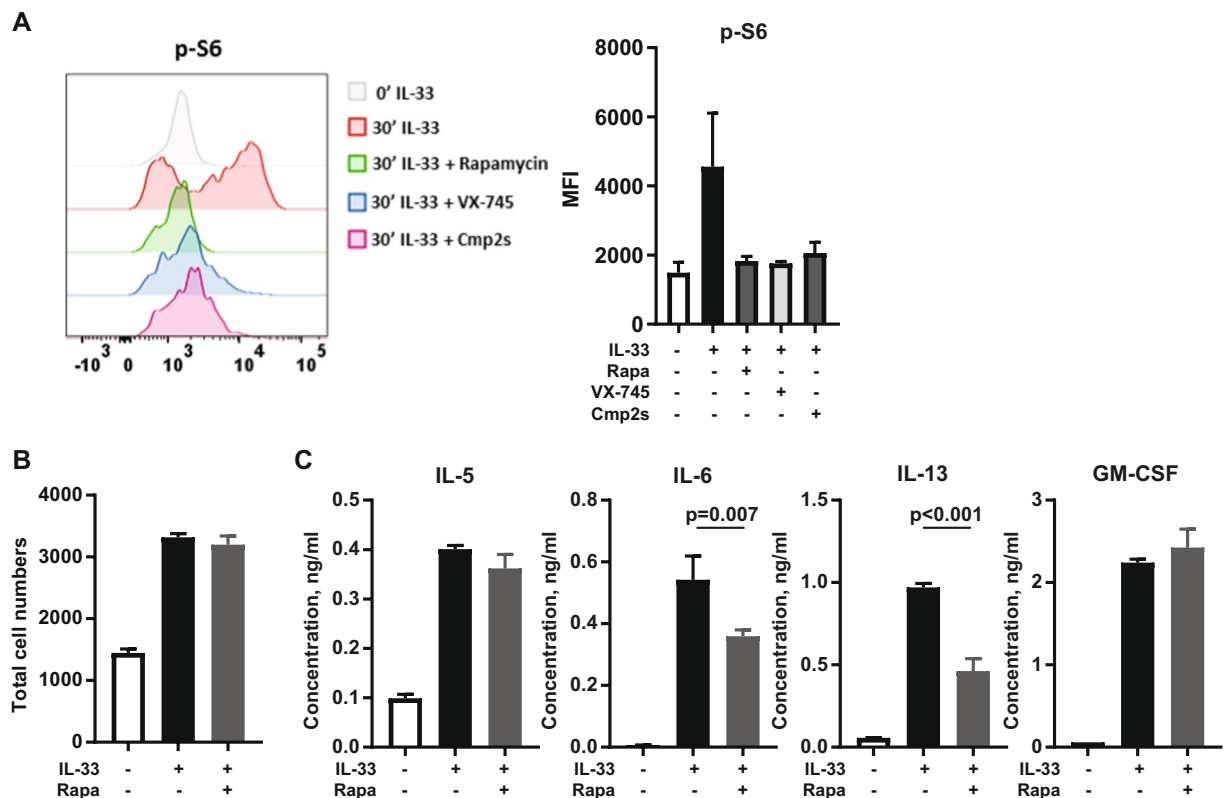 A
p-S6
0' IL-33
30' IL-33
30' IL-33 + Rapamycin
30' IL-33 + VX-745
30' IL-33 + Cmp2s
-10 3 0 10 3 10 4 10 5
p-S6
8000
6000
4000
2000
0
MFI
IL-33 - + + + +
Rapa - - + - -
VX-745 - - - + -
Cmp2s - - - - +
B
4000
3000
2000
1000
0
Total cell numbers
IL-33 - + +
Rapa - - +
C
IL-5
0.5
0.4
0.3
0.2
0.1
0.0
Concentration, ng/ml
IL-33 - + +
Rapa - - +
IL-6
p=0.007
0.8
0.6
0.4
0.2
0.0
Concentration, ng/ml
IL-33 - + +
Rapa - - +
IL-13
p<0.001
1.5
1.0
0.5
0.0
Concentration, ng/ml
IL-33 - + +
Rapa - - +
GM-CSF
3
2
1
0
Concentration, ng/ml
IL-33 - + +
Rapa - - +